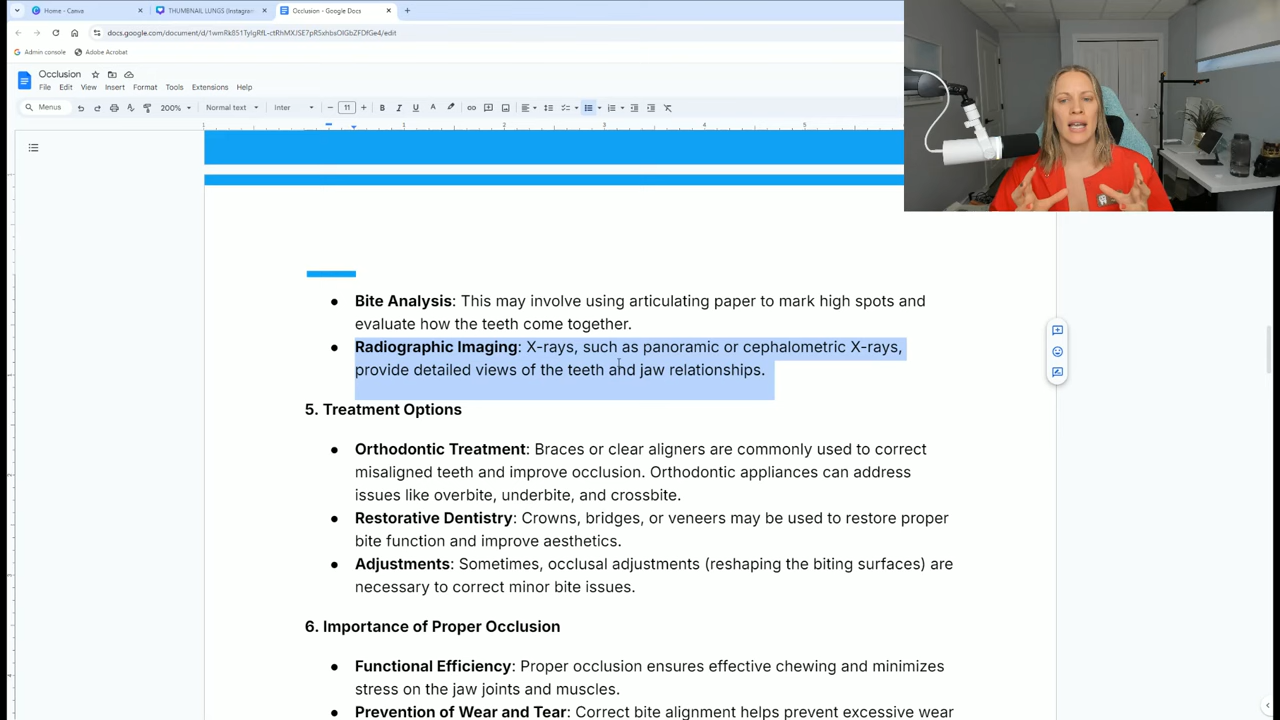 Home - Canva
THUMBNAIL LUNGS (Instagram
Occlusion - Google Docs
Admin console
Adobe Acrobat
Occlusion
File Edit View Insert Format Tools Extensions Help
Menus
200%
Normal text
Inter
11
1 1 2 3 4 5
● Bite Analysis: This may involve using articulating paper to mark high spots and
evaluate how the teeth come together.
● Radiographic Imaging: X-rays, such as panoramic or cephalometric X-rays,
provide detailed views of the teeth and jaw relationships.
5. Treatment Options
● Orthodontic Treatment: Braces or clear aligners are commonly used to correct
misaligned teeth and improve occlusion. Orthodontic appliances can address
issues like overbite, underbite, and crossbite.
● Restorative Dentistry: Crowns, bridges, or veneers may be used to restore proper
bite function and improve aesthetics.
● Adjustments: Sometimes, occlusal adjustments (reshaping the biting surfaces) are
necessary to correct minor bite issues.
6. Importance of Proper Occlusion
● Functional Efficiency: Proper occlusion ensures effective chewing and minimizes
stress on the jaw joints and muscles.
● Prevention of Wear and Tear: Correct bite alignment helps prevent excessive wear